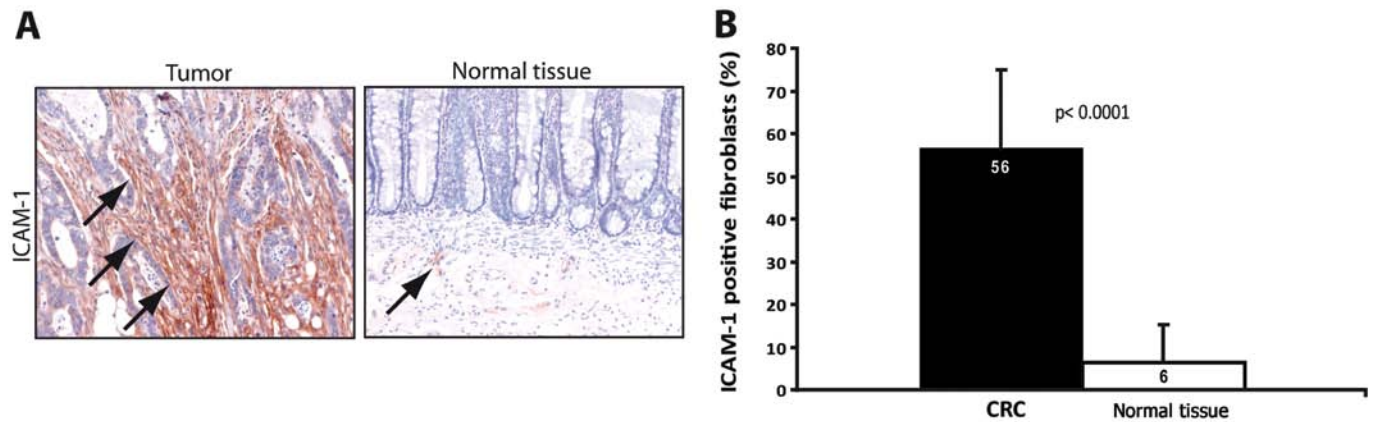 A
Tumor
Normal tissue
ICAM-1
B
ICAM-1 positive fibroblasts (%)
80
70
60
50
40
30
20
10
0
p< 0.0001
56
6
CRC
Normal tissue